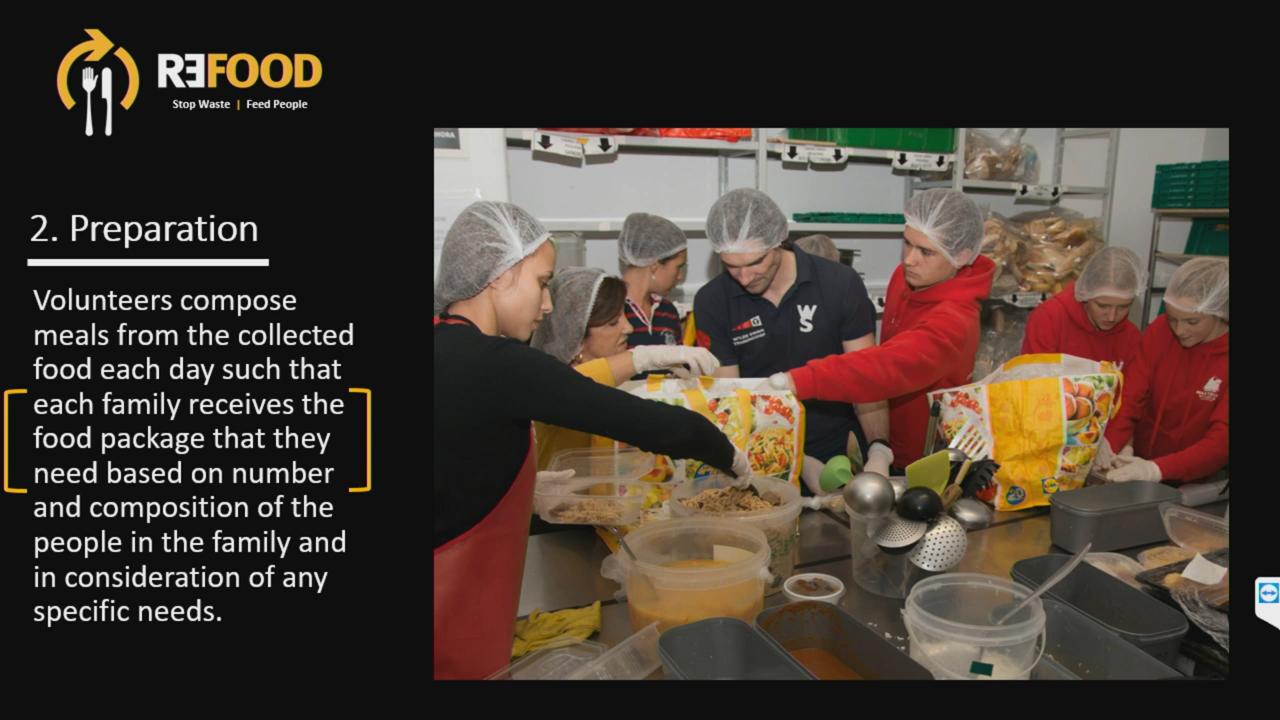 REFOOD
Stop Waste | Feed People
2. Preparation
Volunteers compose
meals from the collected
food each day such that
each family receives the
food package that they
need based on number
and composition of the
people in the family and
in consideration of any
specific needs.
W
S